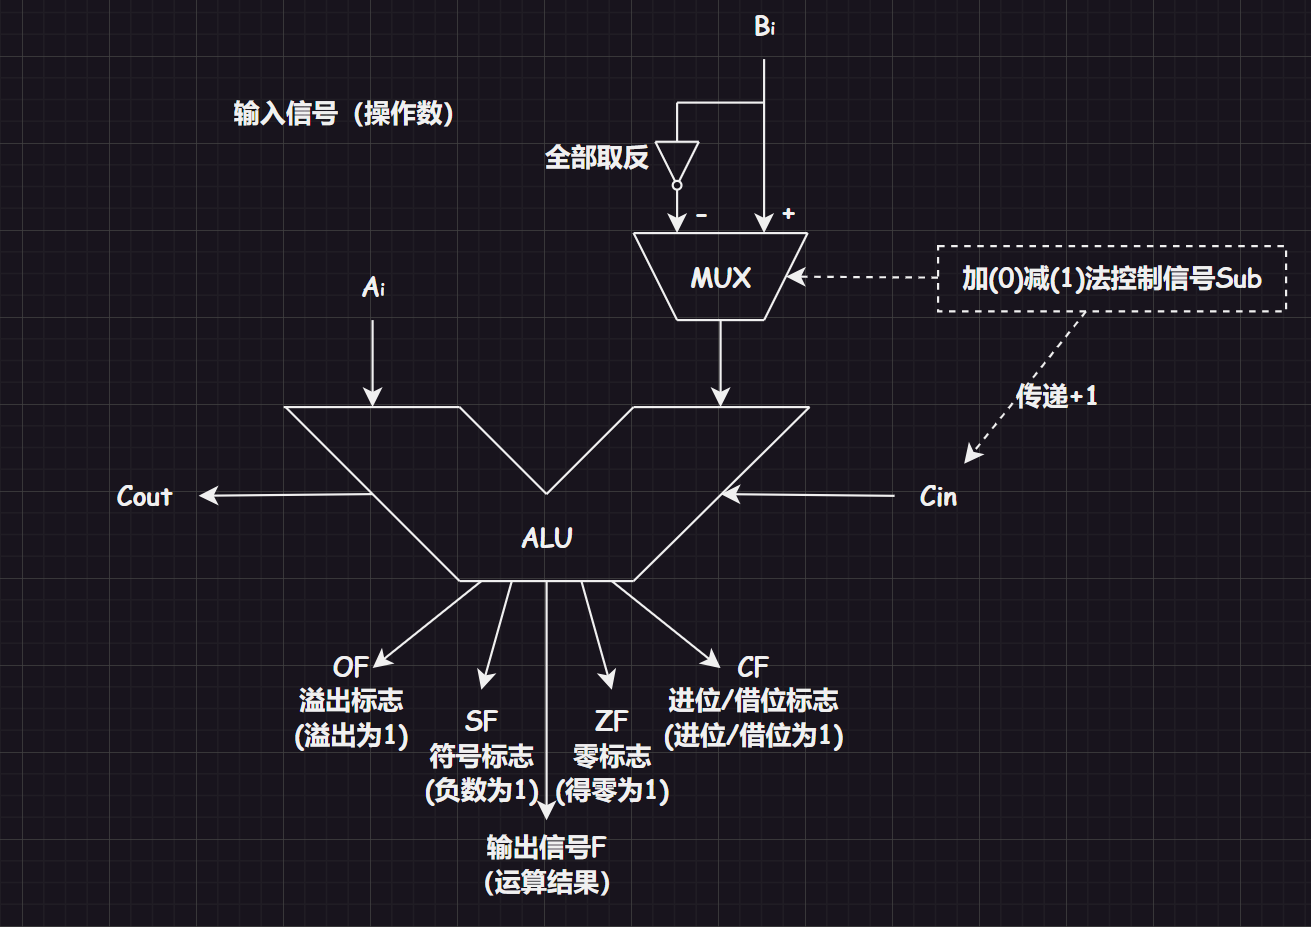 Bi
输入信号（操作数）
全部取反
-
+
MUX
加(0)减(1)法控制信号Sub
Ai
传递+1
Cout
Cin
ALU
OF
溢出标志
(溢出为1)
SF
符号标志
(负数为1)
ZF
零标志
(得零为1)
CF
进位/借位标志
(进位/借位为1)
输出信号F
(运算结果)